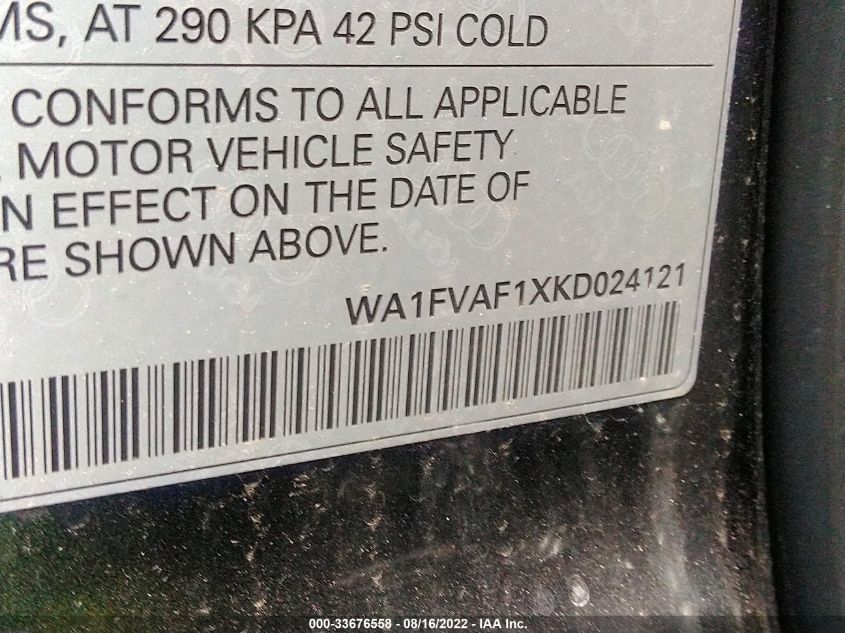 MS, AT 290 KPA 42 PSI COLD
CONFORMS TO ALL APPLICABLE
MOTOR VEHICLE SAFETY
N EFFECT ON THE DATE OF
RE SHOWN ABOVE.
WA1FVAF1XKD024121
000-33676558 - 08/16/2022 - IAA Inc.